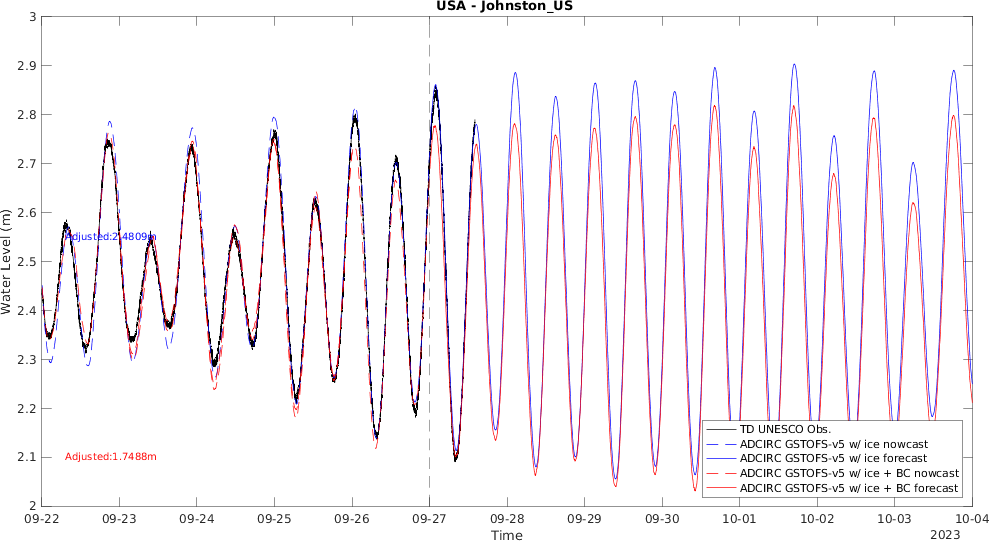 USA - Johnston_US
3
2.9
2.8
2.7
2.6
2.5
2.4
2.3
2.2
2.1
2
Water Level (m)
Adjusted:2.4809m
Adjusted:1.7488m
TD UNESCO Obs.
ADCIRC GSTOFS-v5 w/ ice nowcast
ADCIRC GSTOFS-v5 w/ ice forecast
ADCIRC GSTOFS-v5 w/ ice + BC nowcast
ADCIRC GSTOFS-v5 w/ ice + BC forecast
09-22 09-23 09-24 09-25 09-26 09-27 09-28 09-29 09-30 10-01 10-02 10-03 10-04
Time
2023